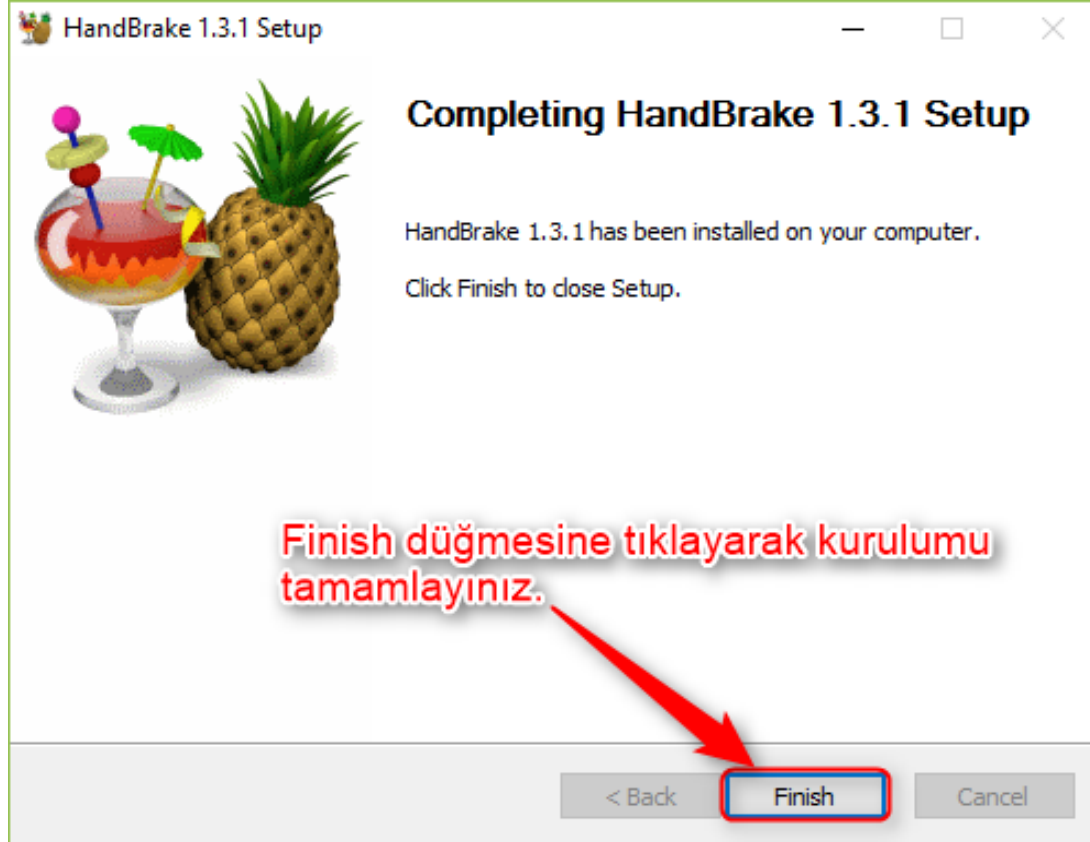 HandBrake 1.3.1 Setup
Completing HandBrake 1.3.1 Setup
HandBrake 1.3.1 has been installed on your computer.
Click Finish to close Setup.
Finish düğmesine tıklayarak kurulumu
tamamlayınız.
< Back Finish Cancel